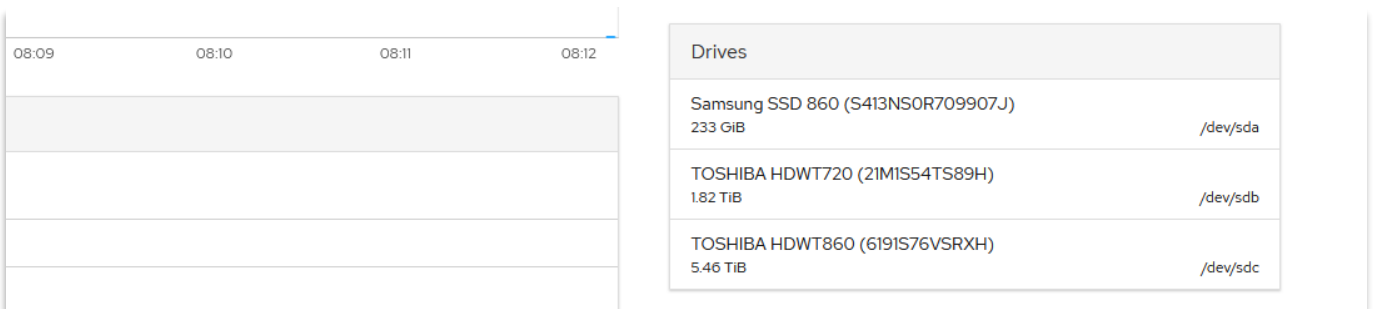 08:09 08:10 08:11 08:12
Drives
Samsung SSD 860 (S413NS0R709907J)
233 GiB /dev/sda
TOSHIBA HDWT720 (21M1S54TS89H)
1.82 TiB /dev/sdb
TOSHIBA HDWT860 (6191S76VSRXH)
5.46 TiB /dev/sdc